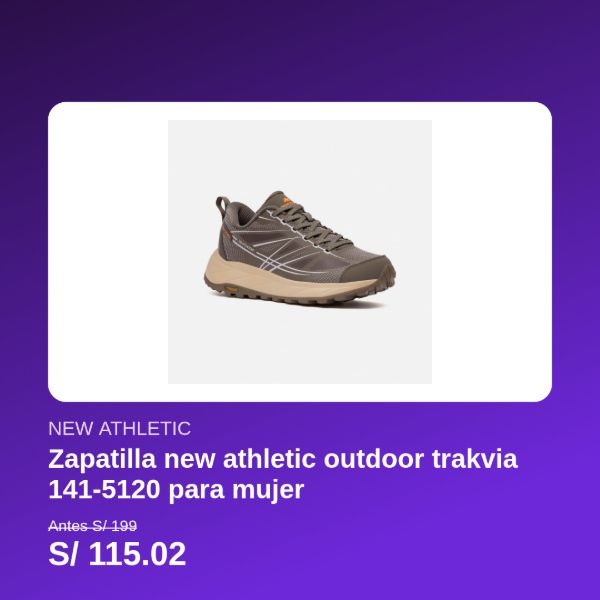 NEW ATHLETIC
Zapatilla new athletic outdoor trakvia
141-5120 para mujer
Antes S/ 199
S/ 115.02